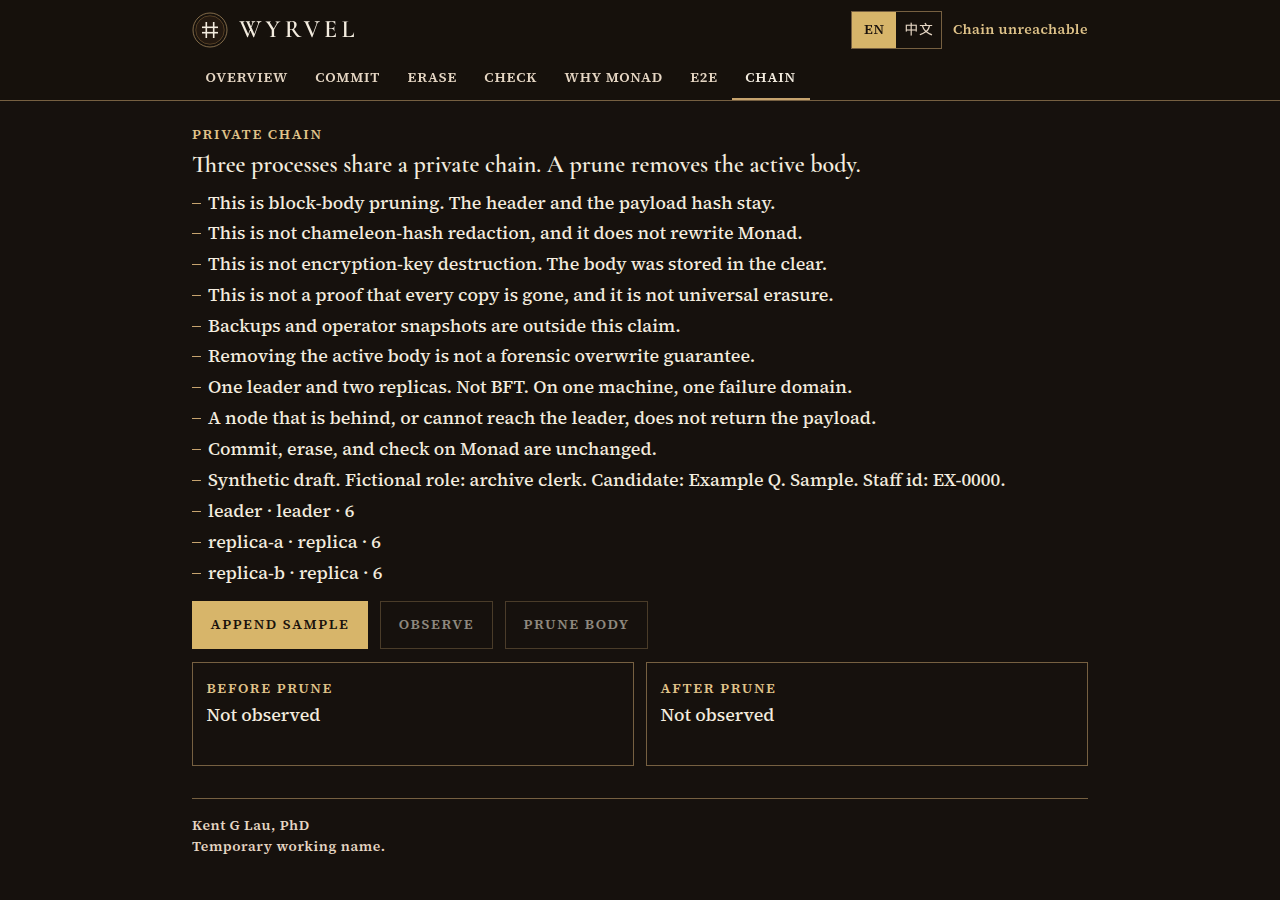 WYRVEL
EN 中文 Chain unreachable
OVERVIEW COMMIT ERASE CHECK WHY MONAD E2E CHAIN
PRIVATE CHAIN
Three processes share a private chain. A prune removes the active body.
– This is block-body pruning. The header and the payload hash stay.
– This is not chameleon-hash redaction, and it does not rewrite Monad.
– This is not encryption-key destruction. The body was stored in the clear.
– This is not a proof that every copy is gone, and it is not universal erasure.
– Backups and operator snapshots are outside this claim.
– Removing the active body is not a forensic overwrite guarantee.
– One leader and two replicas. Not BFT. On one machine, one failure domain.
– A node that is behind, or cannot reach the leader, does not return the payload.
– Commit, erase, and check on Monad are unchanged.
– Synthetic draft. Fictional role: archive clerk. Candidate: Example Q. Sample. Staff id: EX-0000.
– leader · leader · 6
– replica-a · replica · 6
– replica-b · replica · 6
APPEND SAMPLE OBSERVE PRUNE BODY
BEFORE PRUNE
Not observed
AFTER PRUNE
Not observed
Kent G Lau, PhD
Temporary working name.